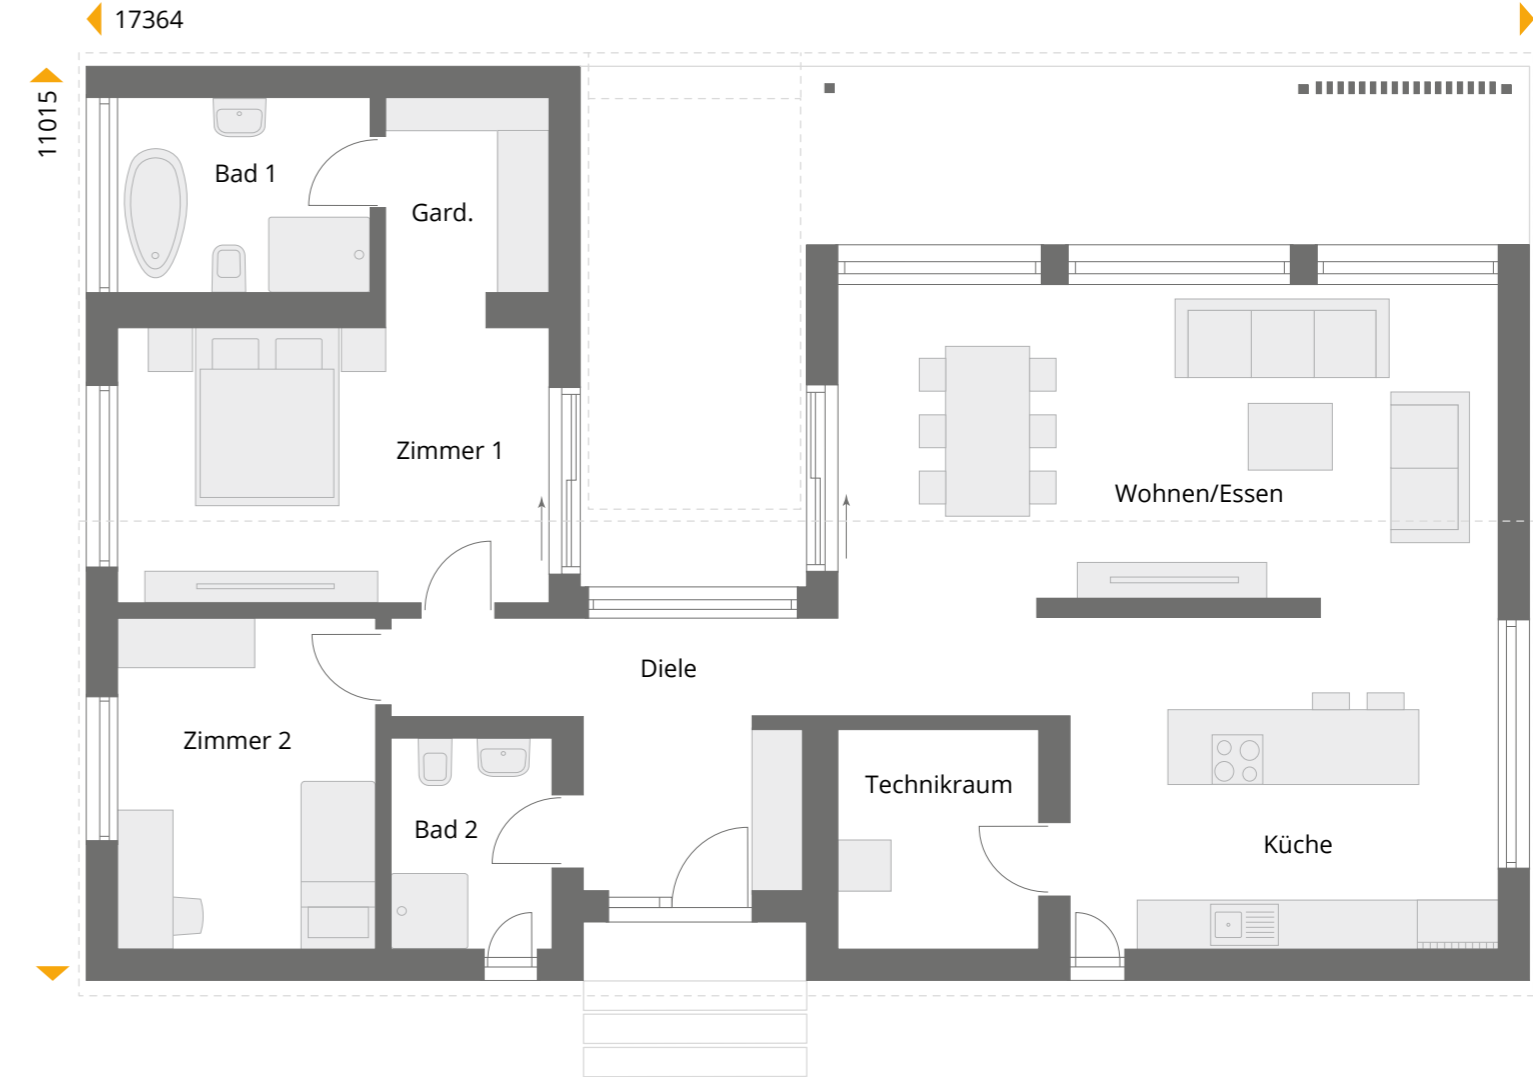 17364
11015
Bad 1
Gard.
Zimmer 1
Wohnen/Essen
Diele
Zimmer 2
Technikraum
Bad 2
Küche